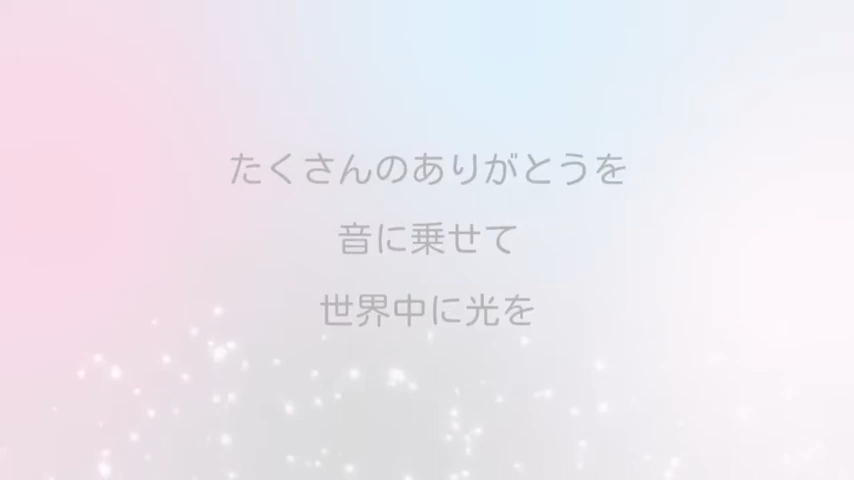 たくさんのありがとうを
音に乗せて
世界中に光を